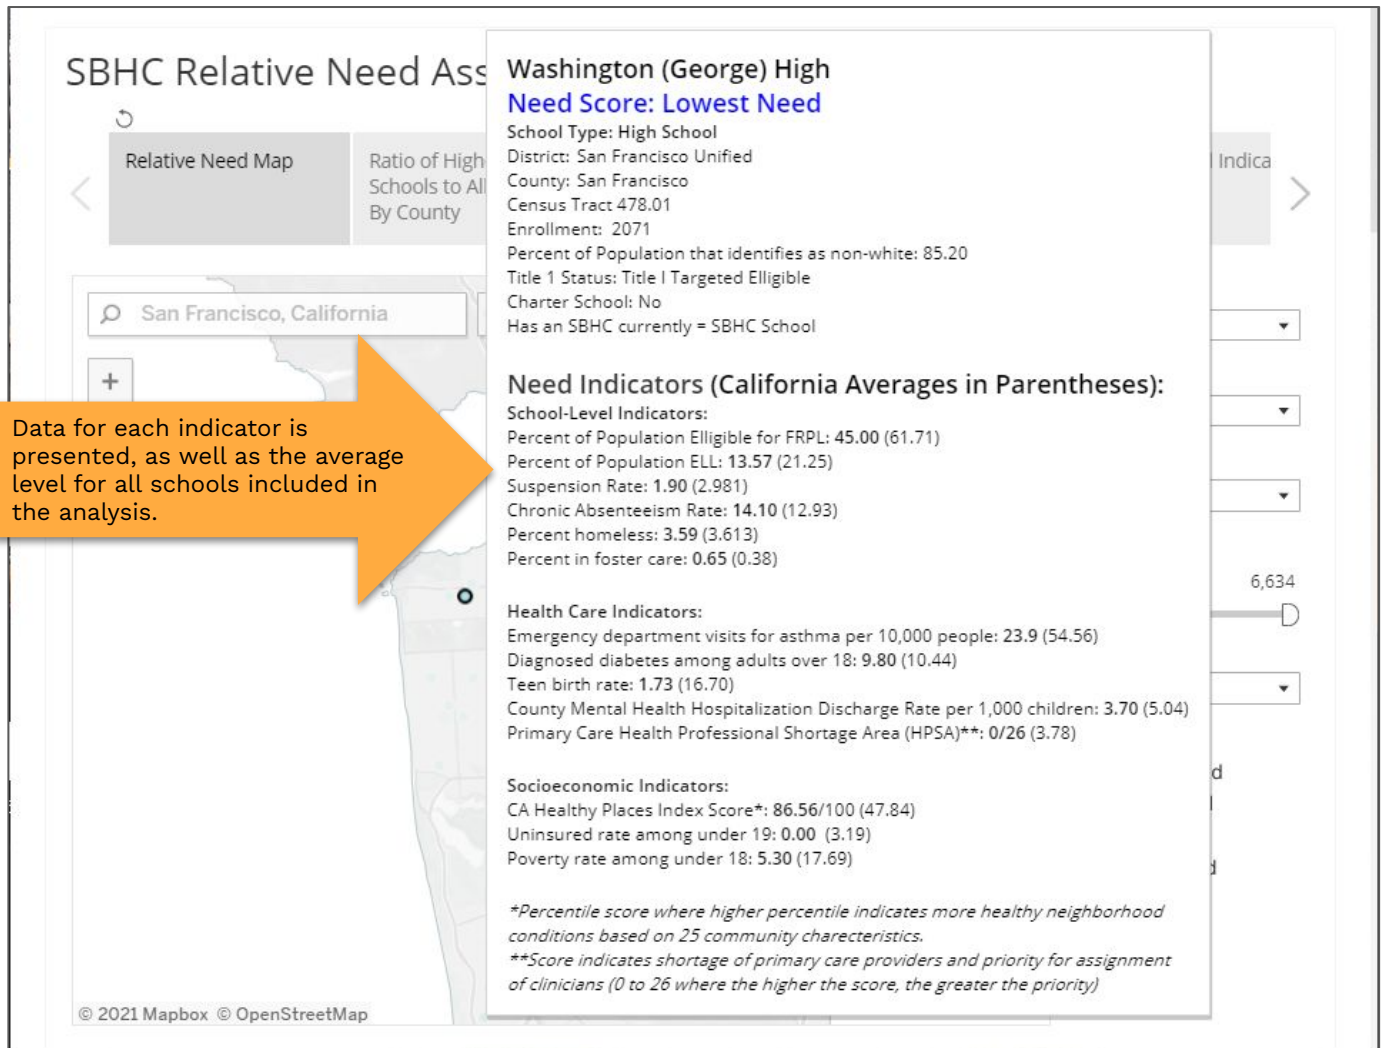 SBHC Relative Need Ass
Relative Need Map
Ratio of High
Schools to All
By County
Indica
San Francisco, California
+
Data for each indicator is
presented, as well as the average
level for all schools included in
the analysis.
Washington (George) High
Need Score: Lowest Need
School Type: High School
District: San Francisco Unified
County: San Francisco
Census Tract 478.01
Enrollment: 2071
Percent of Population that identifies as non-white: 85.20
Title 1 Status: Title I Targeted Elligible
Charter School: No
Has an SBHC currently = SBHC School
Need Indicators (California Averages in Parentheses):
School-Level Indicators:
Percent of Population Elligible for FRPL: 45.00 (61.71)
Percent of Population ELL: 13.57 (21.25)
Suspension Rate: 1.90 (2.981)
Chronic Absenteeism Rate: 14.10 (12.93)
Percent homeless: 3.59 (3.613)
Percent in foster care: 0.65 (0.38)
Health Care Indicators:
Emergency department visits for asthma per 10,000 people: 23.9 (54.56)
Diagnosed diabetes among adults over 18: 9.80 (10.44)
Teen birth rate: 1.73 (16.70)
County Mental Health Hospitalization Discharge Rate per 1,000 children: 3.70 (5.04)
Primary Care Health Professional Shortage Area (HPSA)**: 0/26 (3.78)
Socioeconomic Indicators:
CA Healthy Places Index Score*: 86.56/100 (47.84)
Uninsured rate among under 19: 0.00 (3.19)
Poverty rate among under 18: 5.30 (17.69)
*Percentile score where higher percentile indicates more healthy neighborhood
conditions based on 25 community charecteristics.
**Score indicates shortage of primary care providers and priority for assignment
of clinicians (0 to 26 where the higher the score, the greater the priority)
6,634
d
d
© 2021 Mapbox © OpenStreetMap